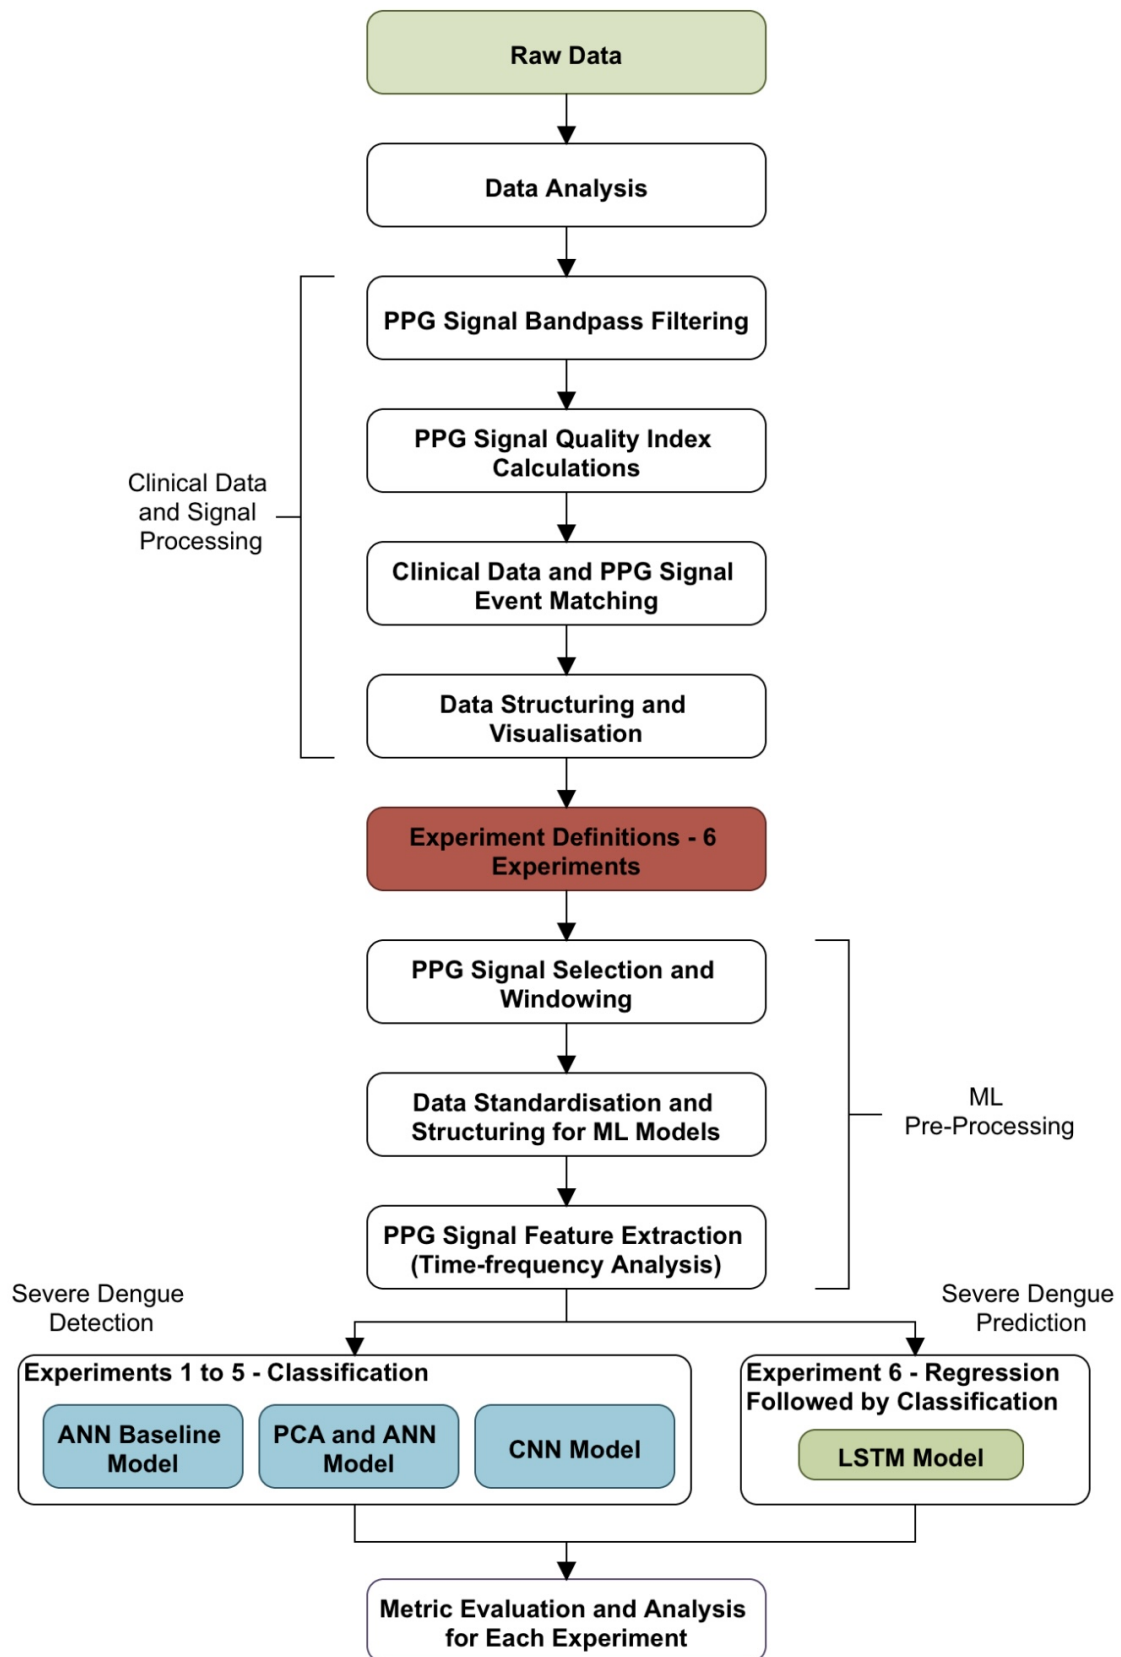 Raw Data
Data Analysis
PPG Signal Bandpass Filtering
PPG Signal Quality Index
Calculations
Clinical Data
and Signal
Processing
Clinical Data and PPG Signal
Event Matching
Data Structuring and
Visualisation
Experiment Definitions - 6
Experiments
PPG Signal Selection and
Windowing
Data Standardisation and
Structuring for ML Models
ML
Pre-Processing
PPG Signal Feature Extraction
(Time-frequency Analysis)
Severe Dengue
Detection
Severe Dengue
Prediction
Experiments 1 to 5 - Classification
ANN Baseline
Model
PCA and ANN
Model
CNN Model
Experiment 6 - Regression
Followed by Classification
LSTM Model
Metric Evaluation and Analysis
for Each Experiment